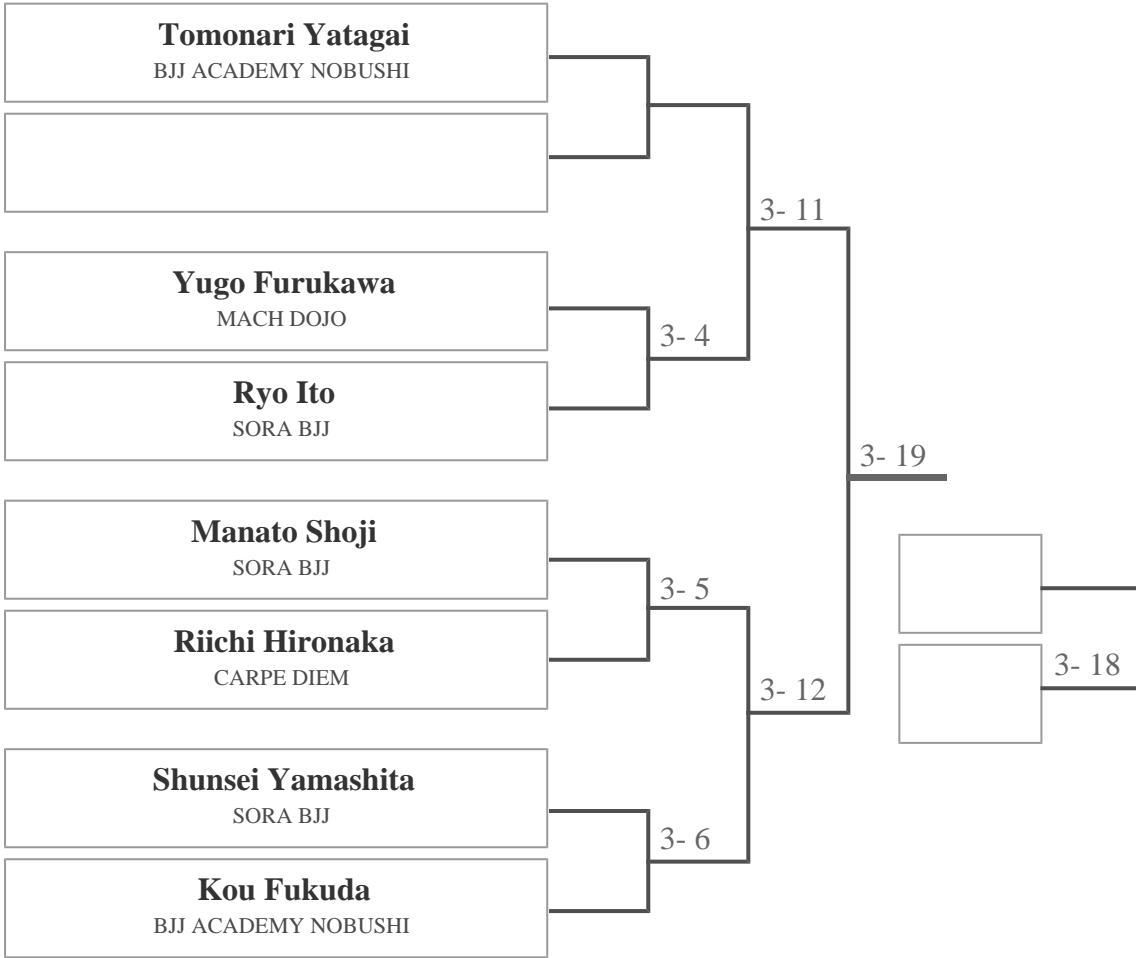 Tomonari Yatagai
BJJ ACADEMY NOBUSHI
3- 11
Yugo Furukawa
MACH DOJO
3- 4
Ryo Ito
SORA BJJ
3- 19
Manato Shoji
SORA BJJ
3- 5
Riichi Hironaka
CARPE DIEM
3- 12
3- 18
Shunsei Yamashita
SORA BJJ
3- 6
Kou Fukuda
BJJ ACADEMY NOBUSHI